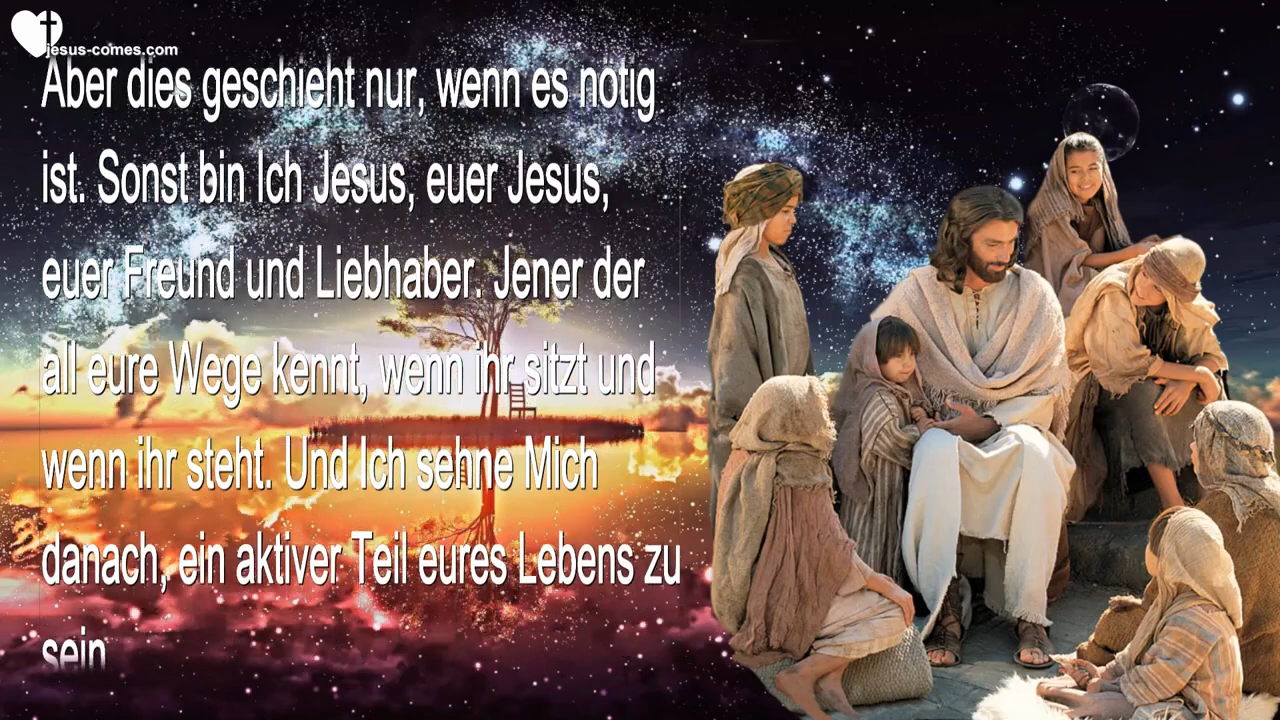 jesus-comes.com
Aber dies geschieht nur, wenn es nötig
ist. Sonst bin Ich Jesus, euer Jesus,
euer Freund und Liebhaber. Jener der
all eure Wege kennt, wenn ihr sitzt und
wenn ihr steht. Und Ich sehne Mich
danach, ein aktiver Teil eures Lebens zu
sein